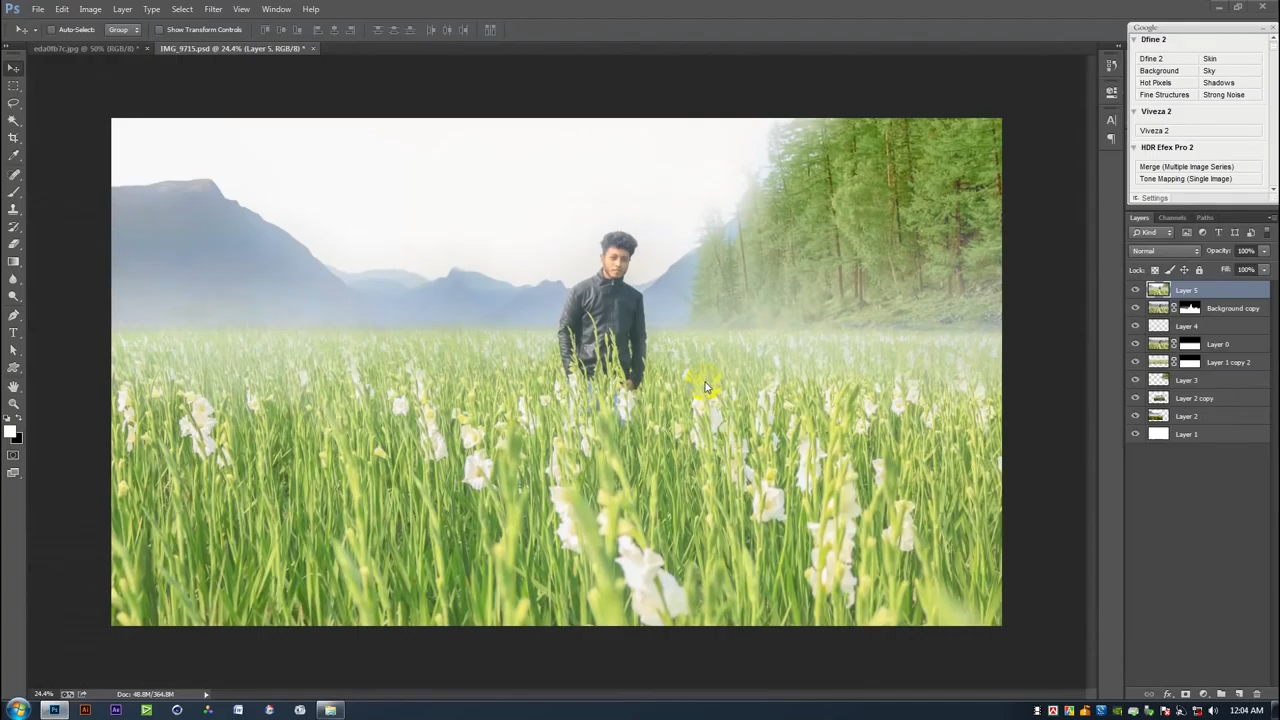 Ps File Edit Image Layer Type Select Filter View Window Help
Auto-Select: Group Show Transform Controls
eda0fb7c.jpg @ 50% (RGB/8) * × IMG_9715.psd @ 24.4% (Layer 5, RGB/8) * ×
Google
Dfine 2
Dfine 2 Skin
Background Sky
Hot Pixels Shadows
Fine Structures Strong Noise
Viveza 2
Viveza 2
HDR Efex Pro 2
Merge (Multiple Image Series)
Tone Mapping (Single Image)
Settings
Layers Channels Paths
Kind
Normal Opacity: 100%
Lock: Fill: 100%
Layer 5
Background copy
Layer 4
Layer 0
Layer 1 copy 2
Layer 3
Layer 2 copy
Layer 2
Layer 1
24.4% Doc: 48.8M/364.8M
Ps Ai Ae 12:04 AM